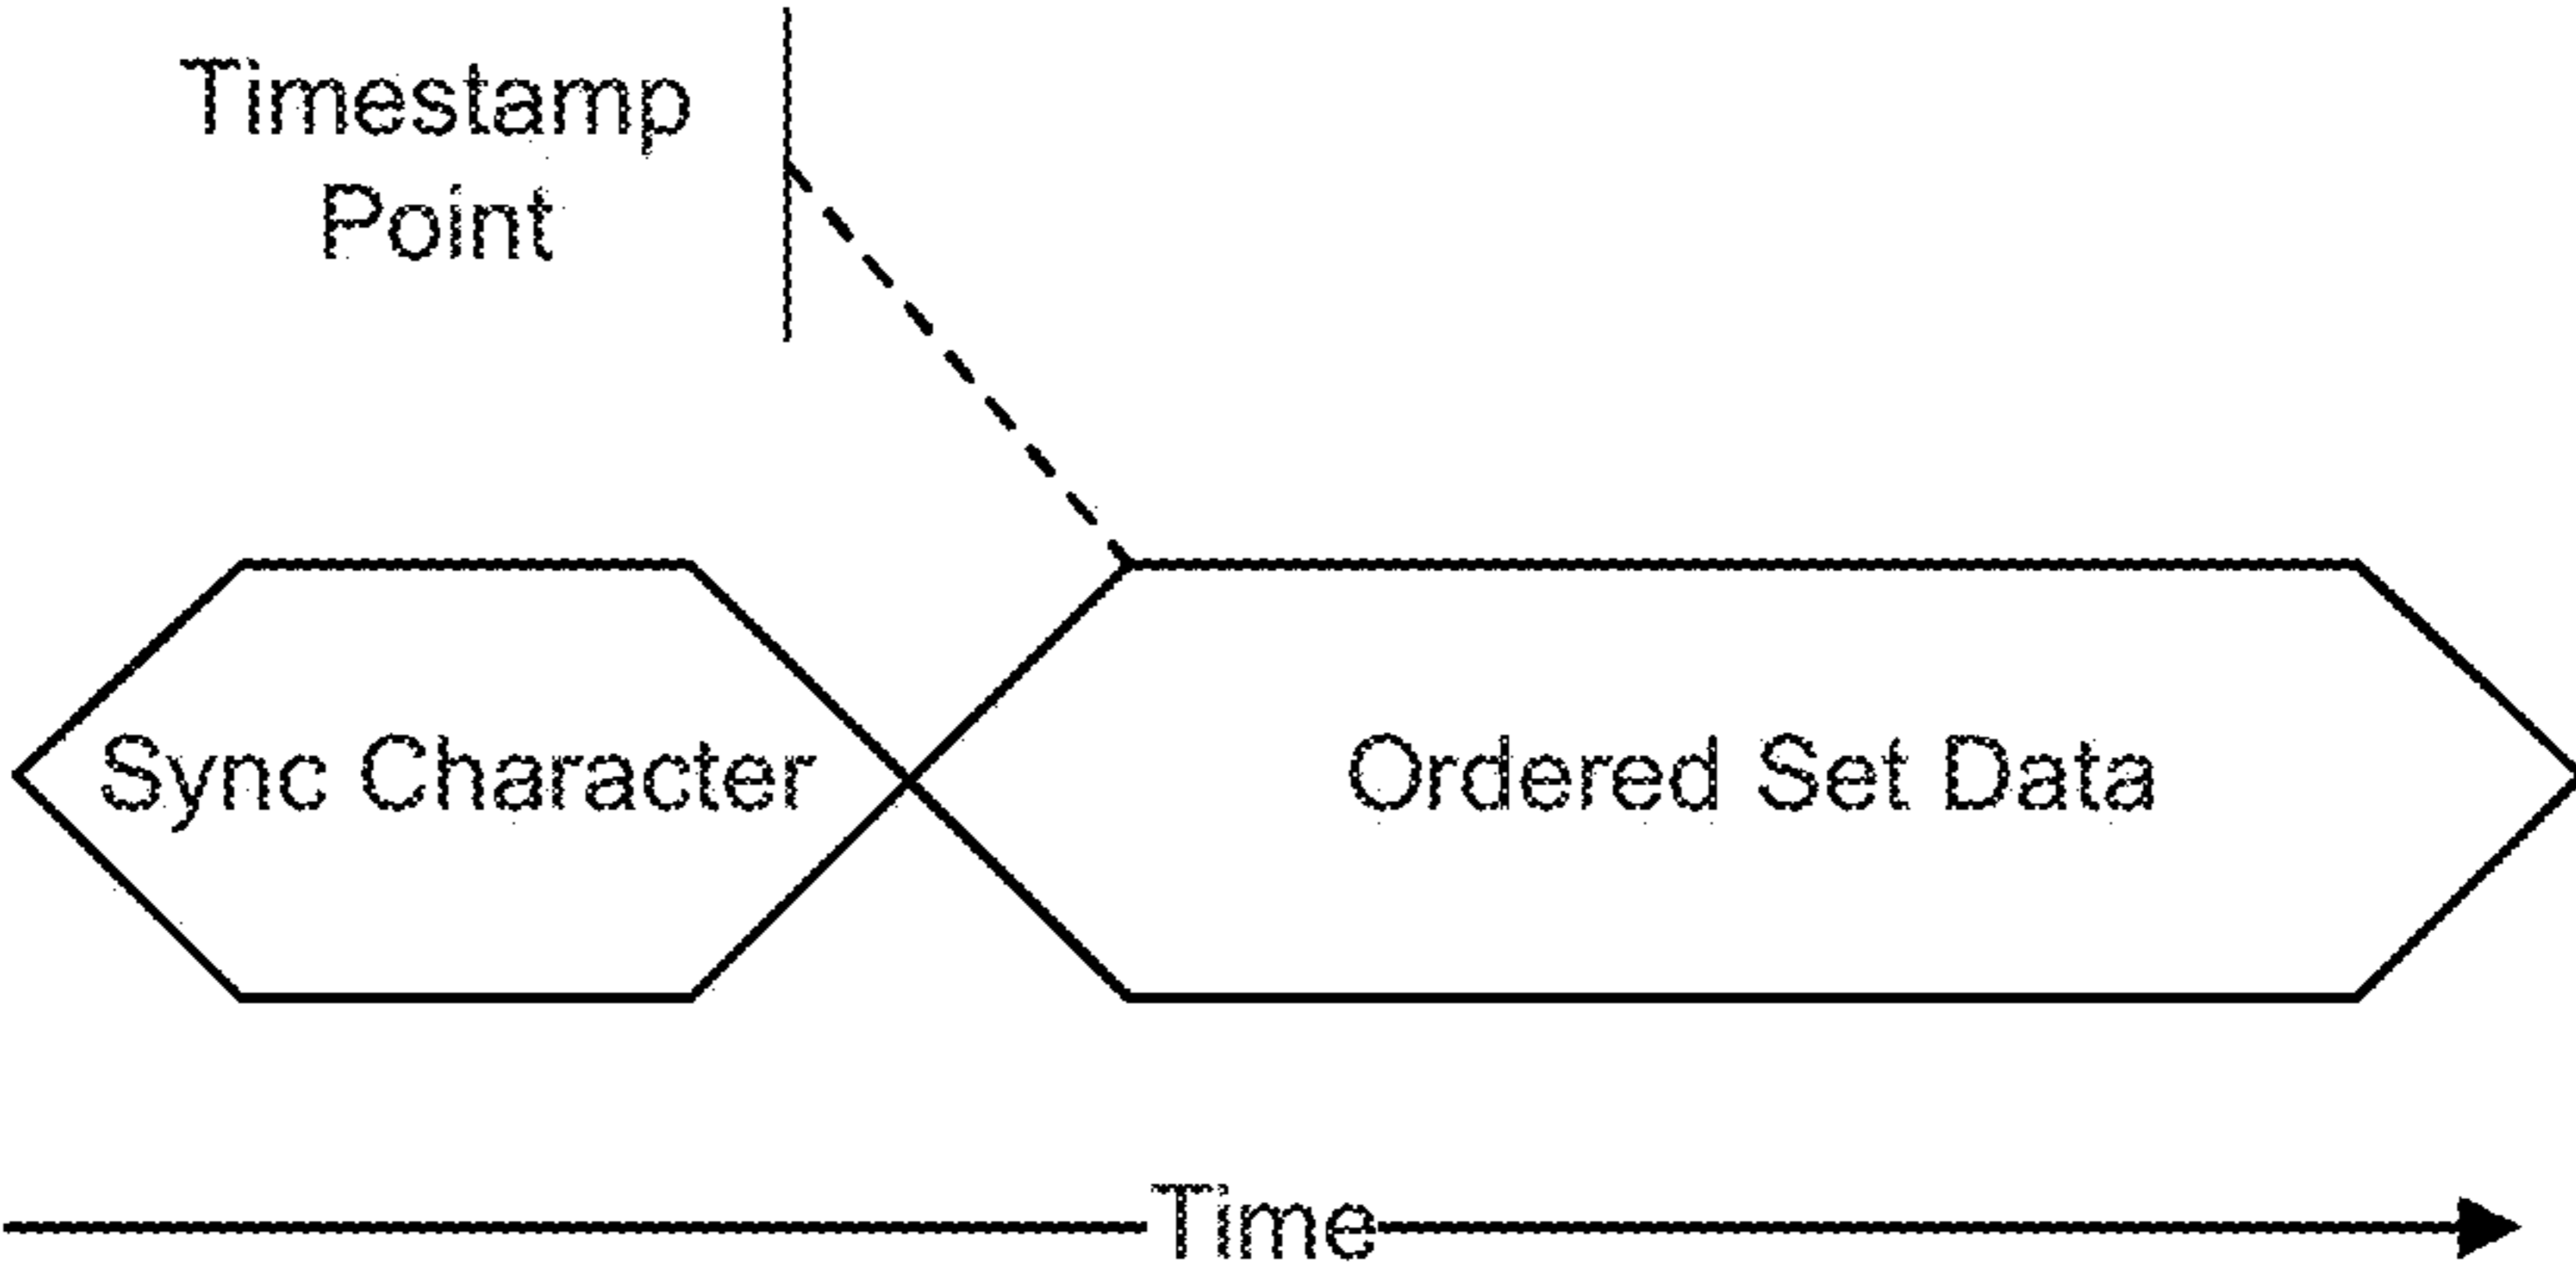 Timestamp
Point
Sync Character
Ordered Set Data
Time